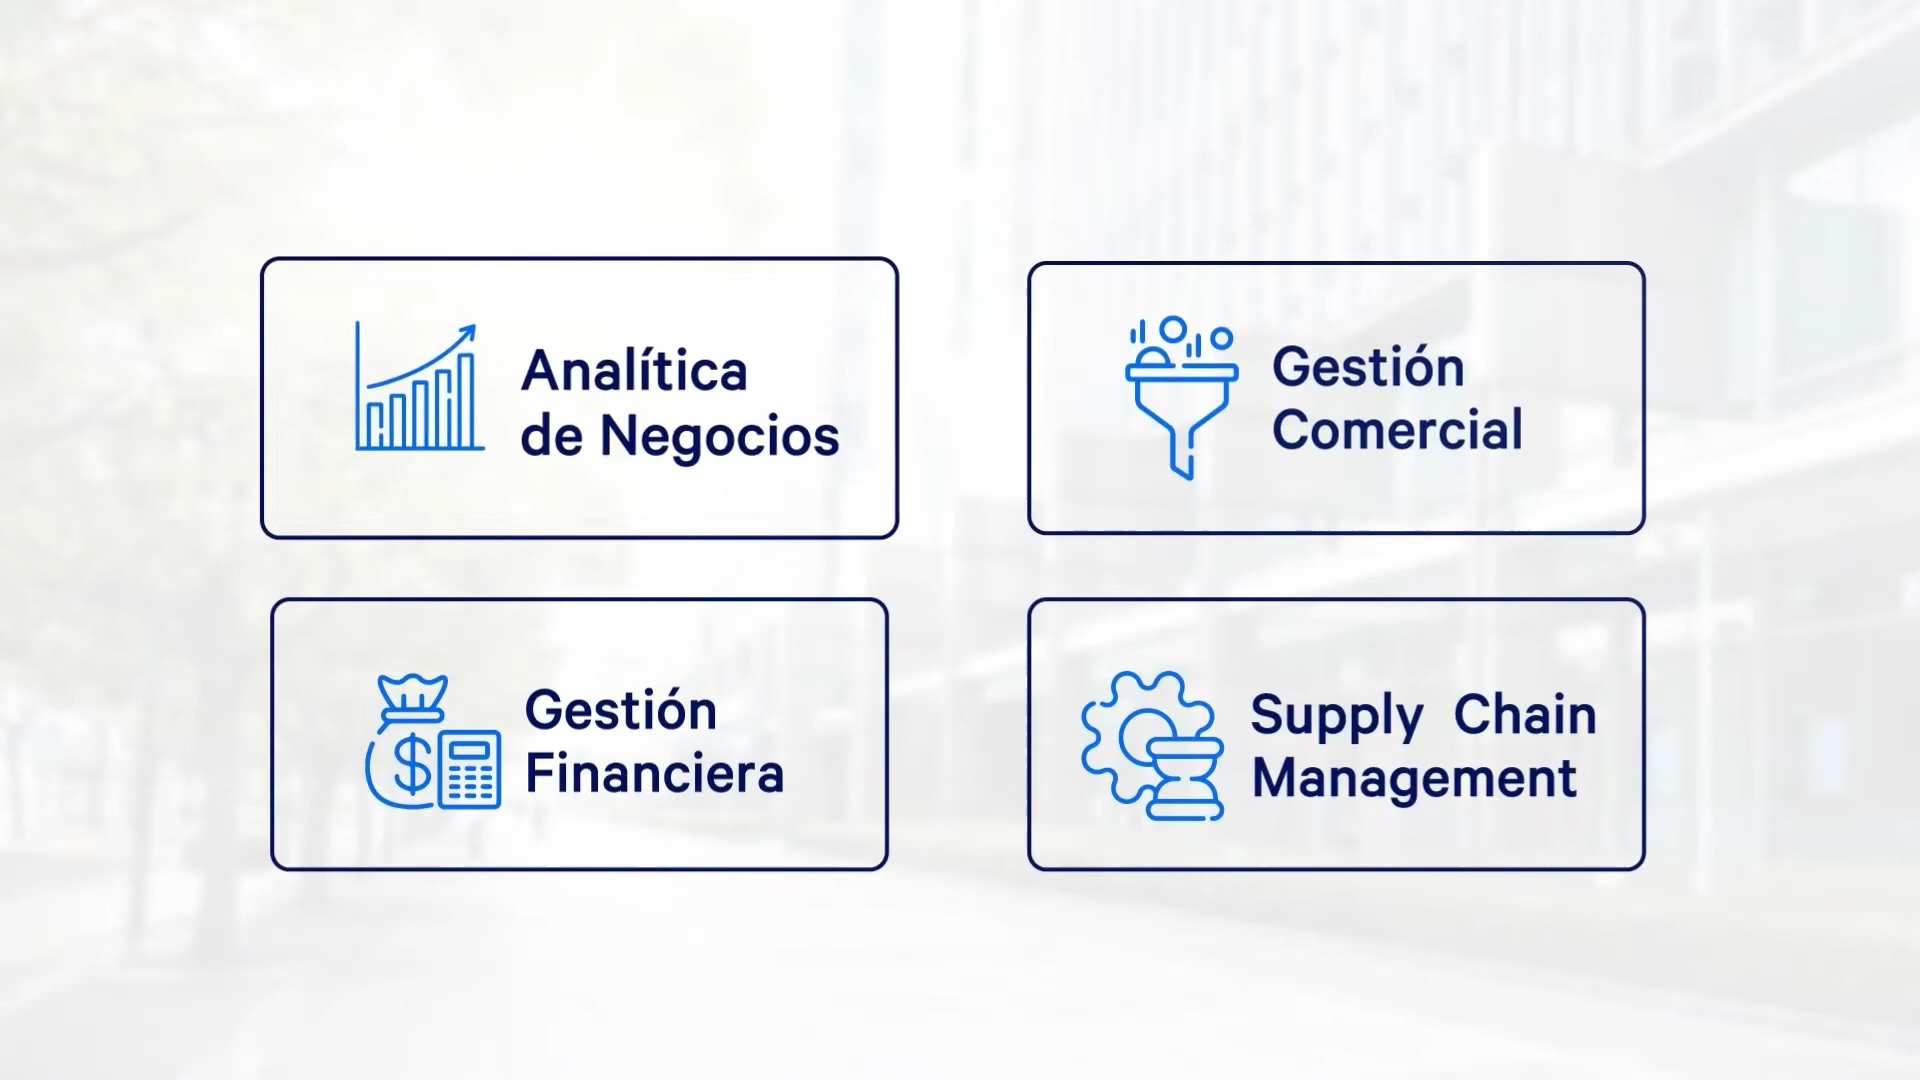 Analítica
de Negocios
Gestión
Comercial
Gestión
Financiera
Supply Chain
Management